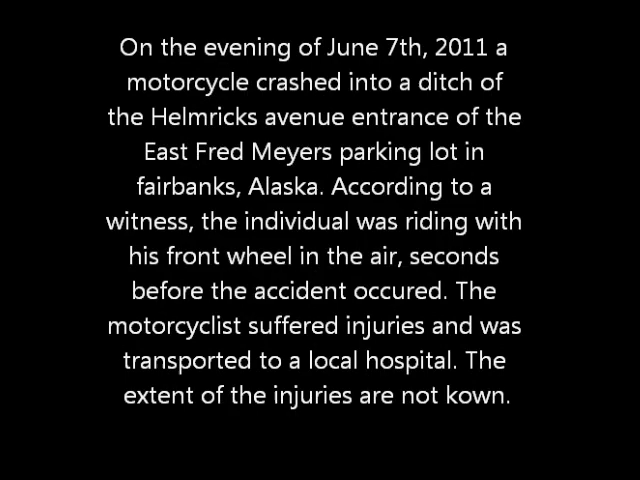 On the evening of June 7th, 2011 a
motorcycle crashed into a ditch of
the Helmricks avenue entrance of the
East Fred Meyers parking lot in
fairbanks, Alaska. According to a
witness, the individual was riding with
his front wheel in the air, seconds
before the accident occured. The
motorcyclist suffered injuries and was
transported to a local hospital. The
extent of the injuries are not kown.